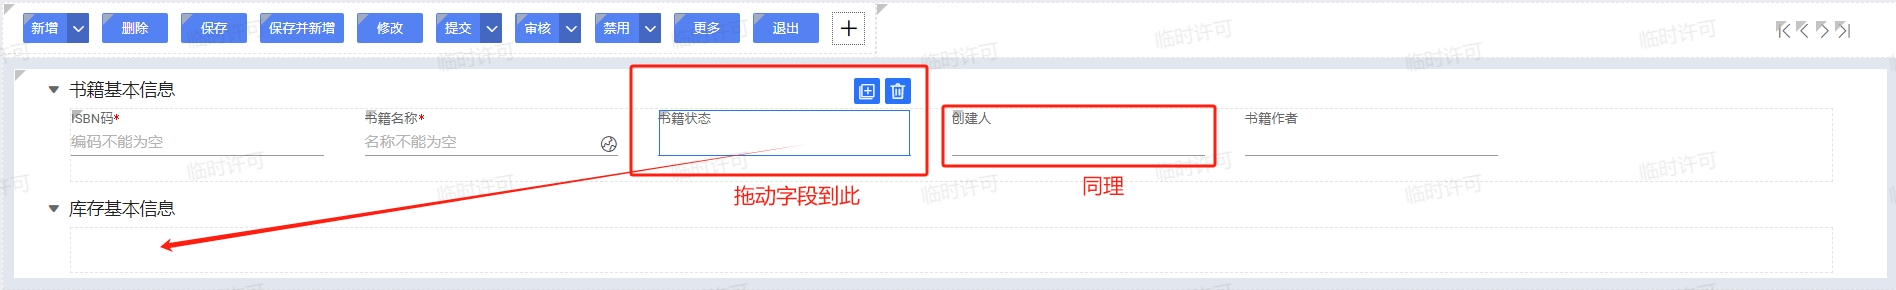 新增 删除 保存 保存并新增 修改 提交 审核 禁用 更多 退出
书籍基本信息
ISBN码* 书籍名称* 书籍状态 创建人 书籍作者
编码不能为空 名称不能为空
拖动字段到此 同理
库存基本信息
临时许可